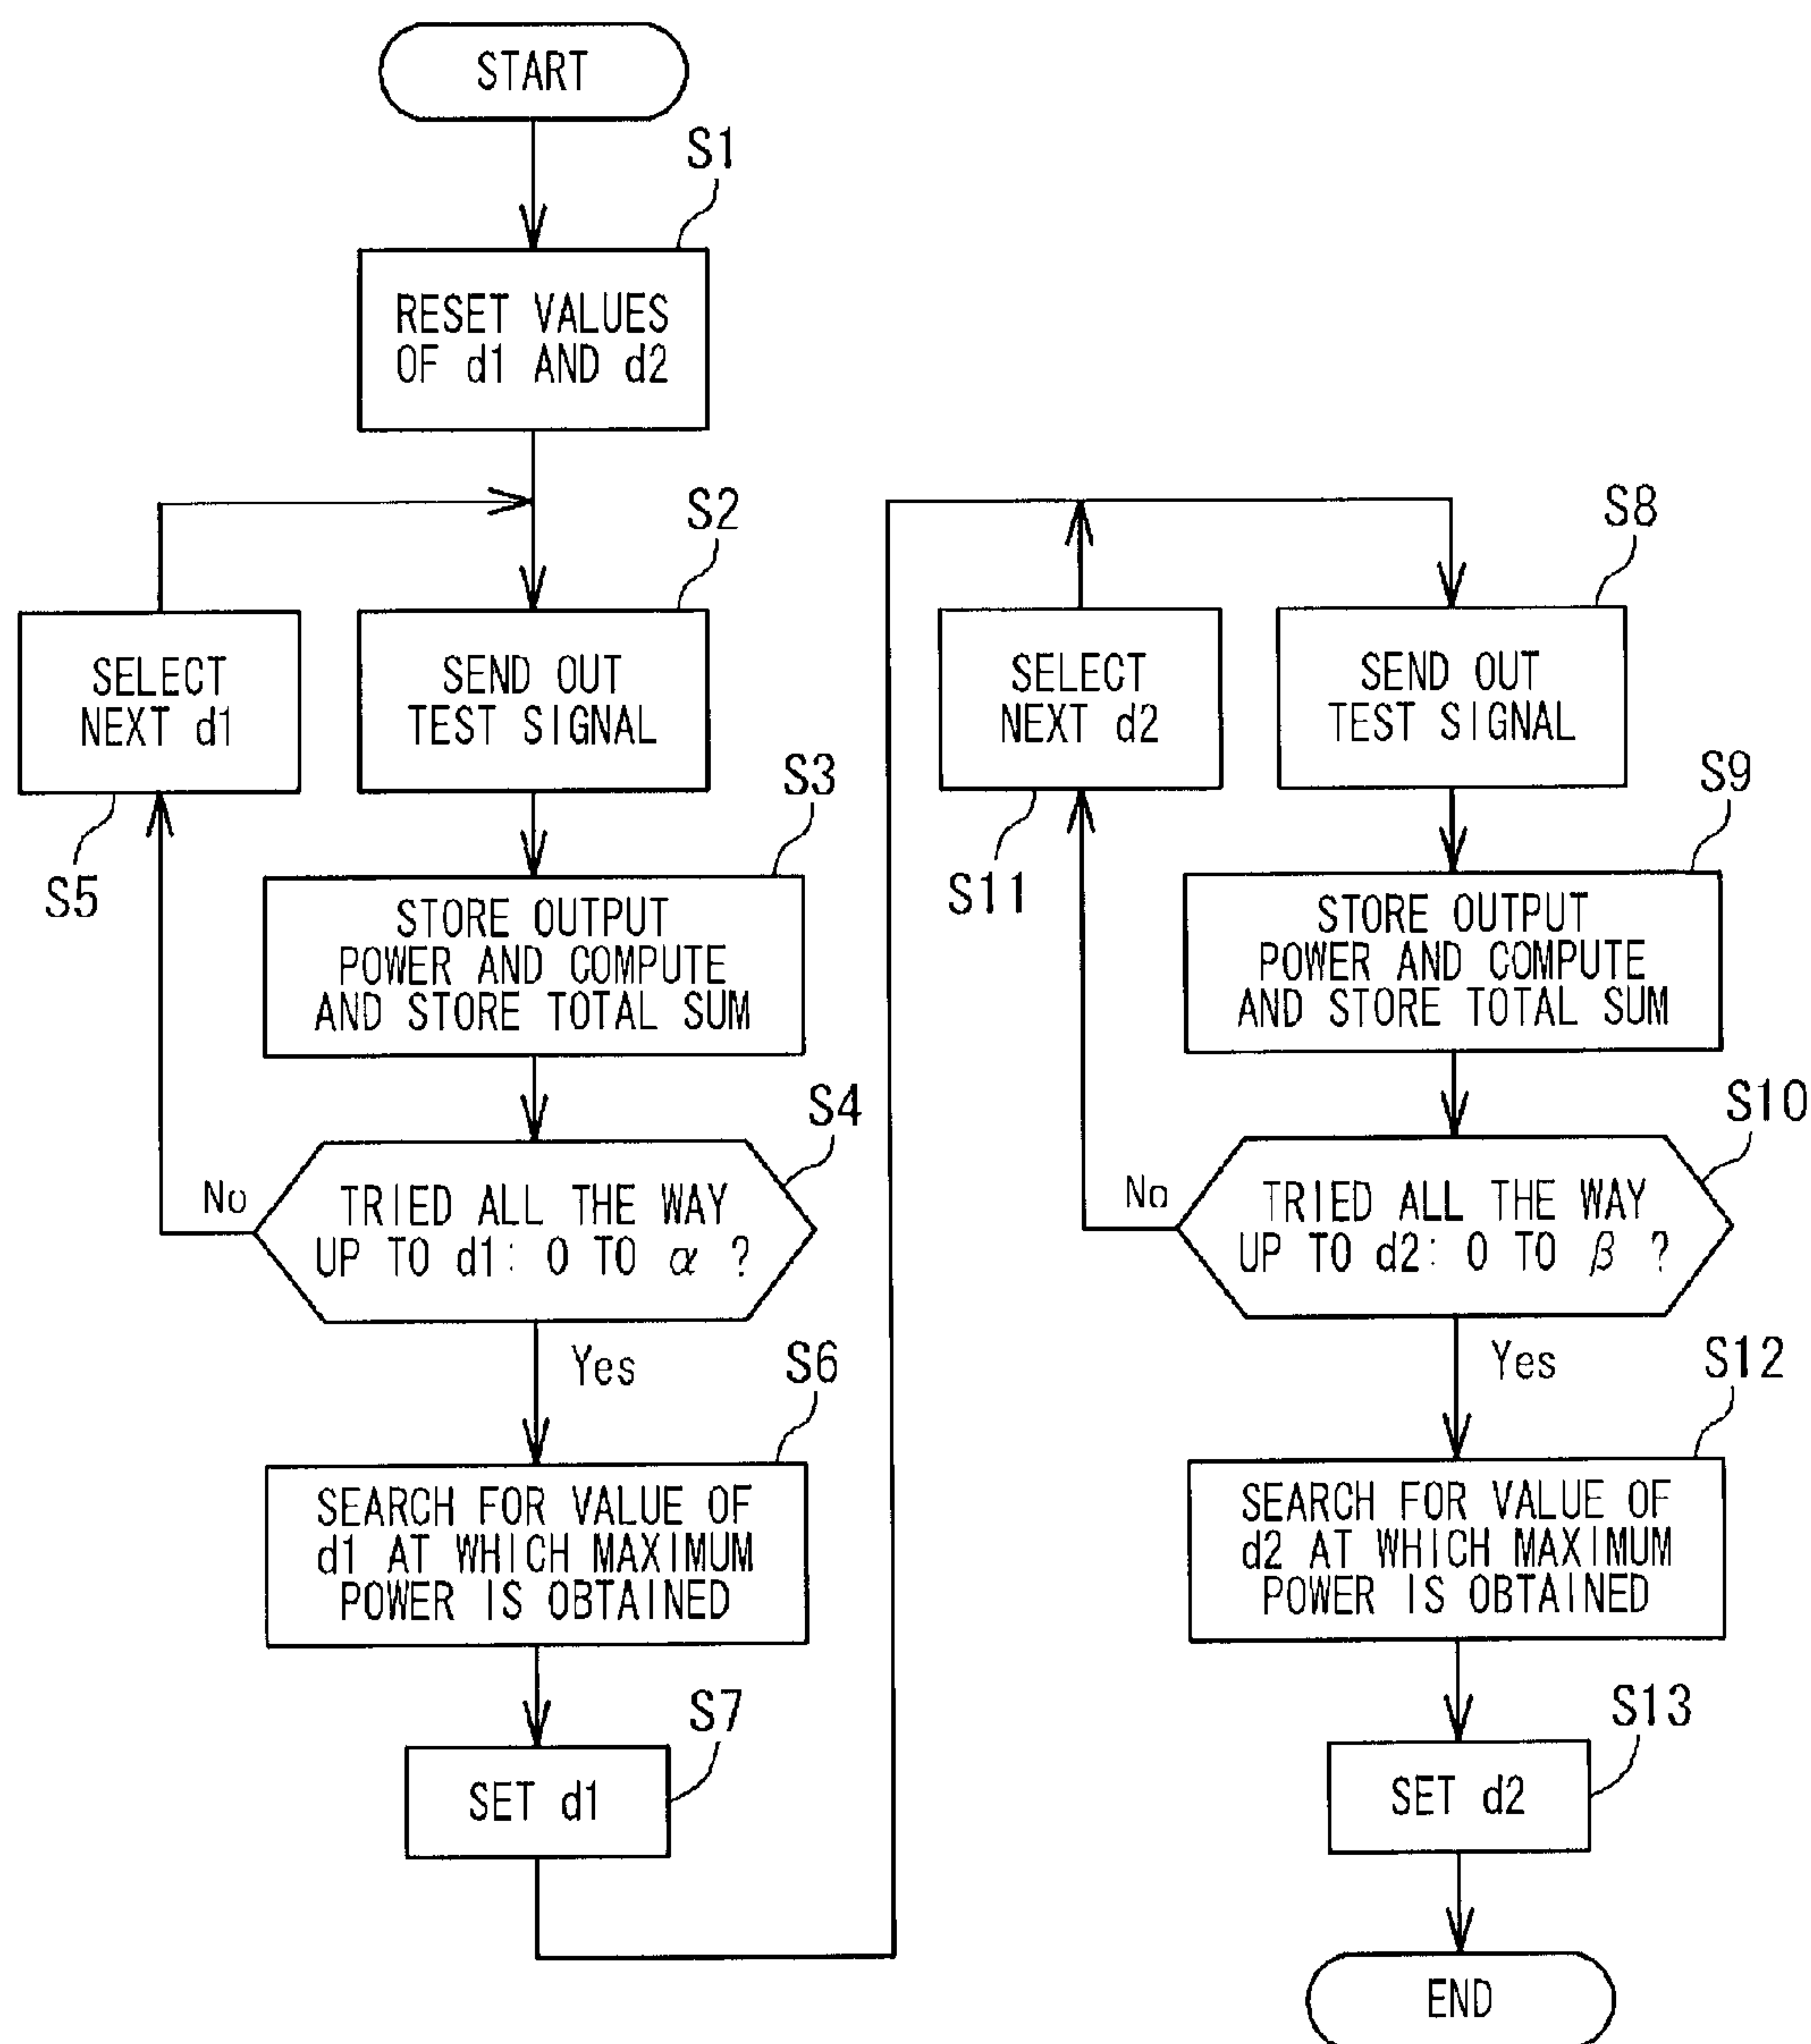 START
S1
RESET VALUES
OF d1 AND d2
S2
SEND OUT
TEST SIGNAL
SELECT
NEXT d1
S5
S3
STORE OUTPUT
POWER AND COMPUTE
AND STORE TOTAL SUM
S4
TRIED ALL THE WAY
UP TO d1: 0 TO α ?
No
Yes
S6
SEARCH FOR VALUE OF
d1 AT WHICH MAXIMUM
POWER IS OBTAINED
S7
SET d1
S8
SEND OUT
TEST SIGNAL
SELECT
NEXT d2
S11
S9
STORE OUTPUT
POWER AND COMPUTE
AND STORE TOTAL SUM
S10
TRIED ALL THE WAY
UP TO d2: 0 TO β ?
No
Yes
S12
SEARCH FOR VALUE OF
d2 AT WHICH MAXIMUM
POWER IS OBTAINED
S13
SET d2
END